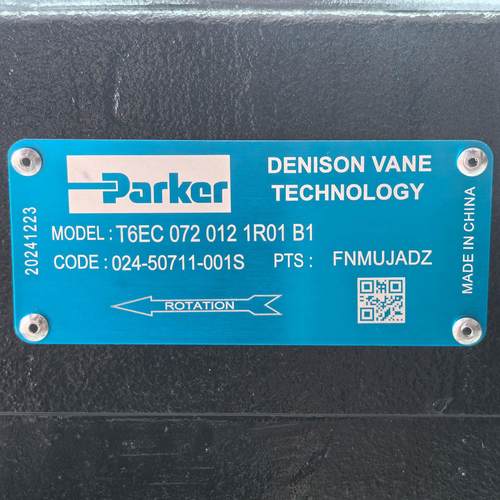 Parker
DENISON VANE
TECHNOLOGY
20241223
MODEL : T6EC 072 012 1R01 B1
CODE : 024-50711-001S PTS : FNMUJADZ
ROTATION
MADE IN CHINA